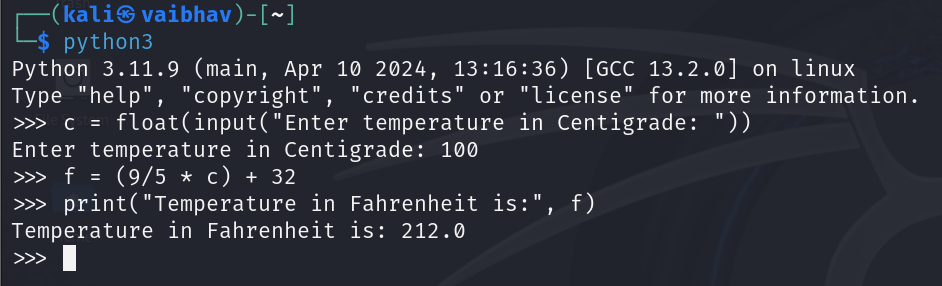 ┌──(kali㉿vaibhav)-[~]
└─$ python3
Python 3.11.9 (main, Apr 10 2024, 13:16:36) [GCC 13.2.0] on linux
Type "help", "copyright", "credits" or "license" for more information.
>>> c = float(input("Enter temperature in Centigrade: "))
Enter temperature in Centigrade: 100
>>> f = (9/5 * c) + 32
>>> print("Temperature in Fahrenheit is:", f)
Temperature in Fahrenheit is: 212.0
>>>